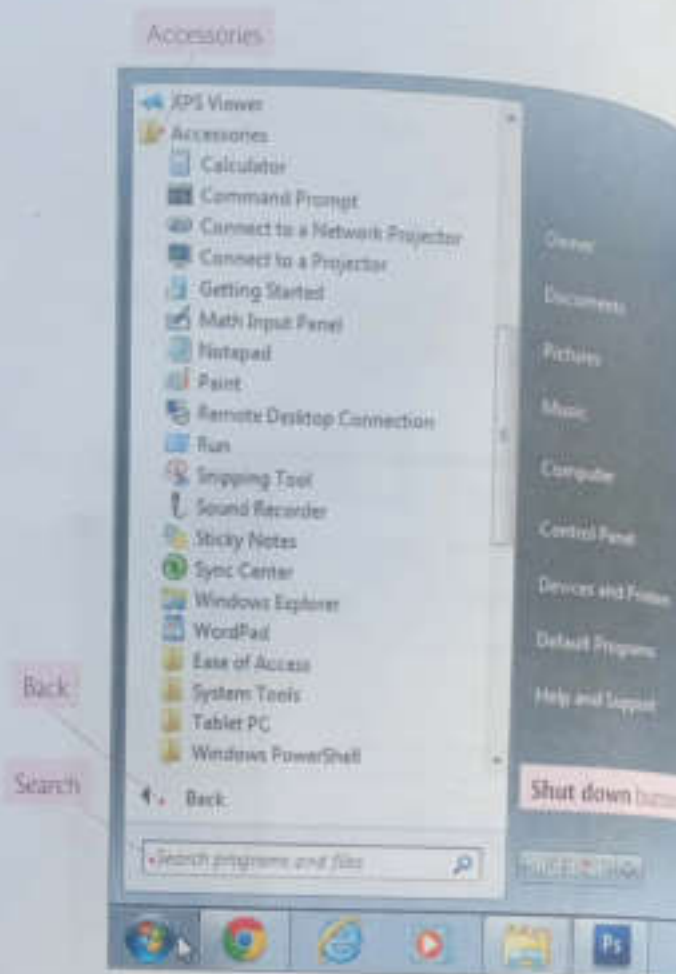 Accessories
XPS Viewer
Accessories
Calculator
Command Prompt
Connect to a Network Projector
Connect to a Projector
Getting Started
Math Input Panel
Notepad
Paint
Remote Desktop Connection
Run
Snipping Tool
Sound Recorder
Sticky Notes
Sync Center
Windows Explorer
WordPad
Ease of Access
System Tools
Tablet PC
Windows PowerShell
Back
Back
Search
Search programs and files
Owner
Documents
Pictures
Music
Computer
Control Panel
Devices and
Default Programs
Help and Support
Shut down
Ps